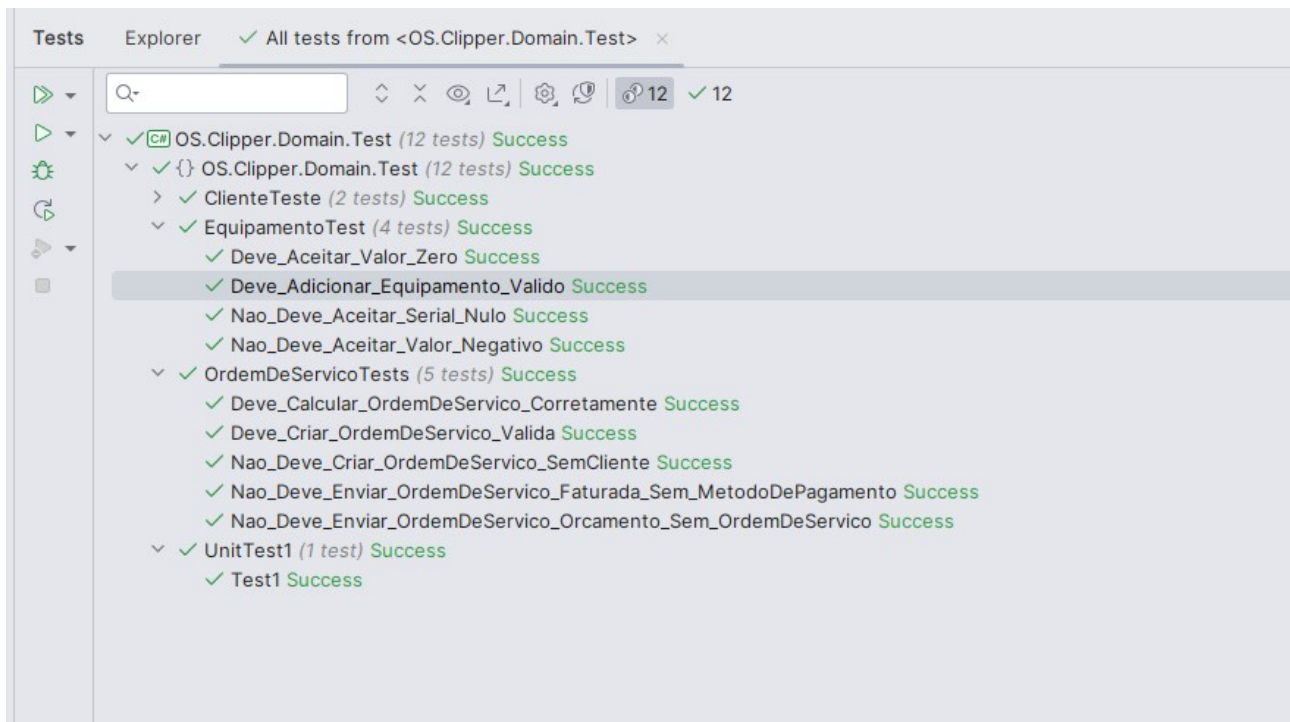 Tests Explorer All tests from <OS.Clipper.Domain.Test>
12 12
C# OS.Clipper.Domain.Test (12 tests) Success
{} OS.Clipper.Domain.Test (12 tests) Success
ClienteTeste (2 tests) Success
EquipamentoTest (4 tests) Success
Deve_Aceitar_Valor_Zero Success
Deve_Adicionar_Equipamento_Valido Success
Nao_Deve_Aceitar_Serial_Nulo Success
Nao_Deve_Aceitar_Valor_Negativo Success
OrdemDeServicoTests (5 tests) Success
Deve_Calcular_OrdemDeServico_Corretamente Success
Deve_Criar_OrdemDeServico_Valida Success
Nao_Deve_Criar_OrdemDeServico_SemCliente Success
Nao_Deve_Enviar_OrdemDeServico_Faturada_Sem_MetodoDePagamento Success
Nao_Deve_Enviar_OrdemDeServico_Orcamento_Sem_OrdemDeServico Success
UnitTest1 (1 test) Success
Test1 Success